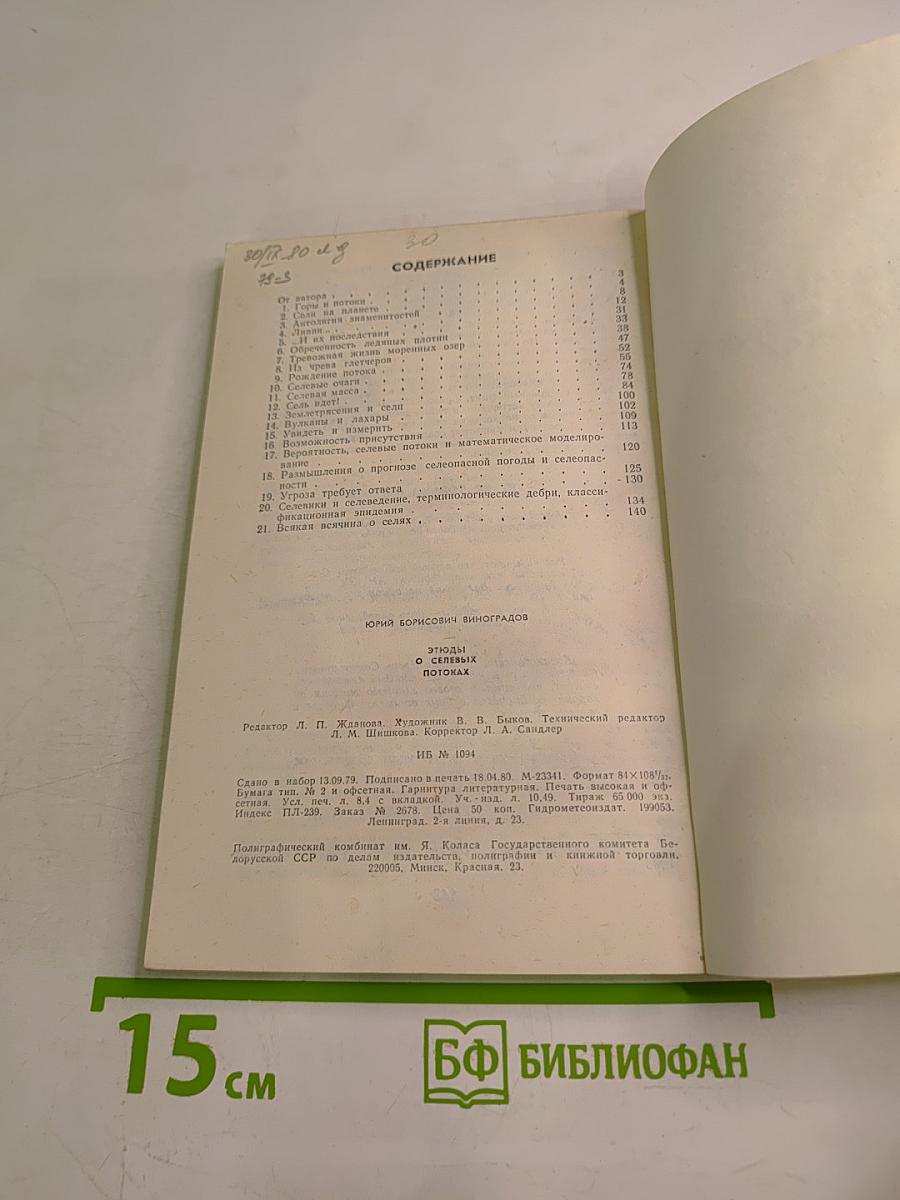 30
СОДЕРЖАНИЕ
От автора . . . 3
1. Горы и потоки . . . 4
2. Сели на планете . . . 8
3. Антология знаменитостей . . . 12
4. Ливни... . . . 31
5. ...И их последствия . . . 33
6. Обреченность ледяных плотин . . . 38
7. Тревожная жизнь моренных озер . . . 47
8. Из чрева глетчеров . . . 52
9. Рождение потока . . . 55
10. Селевые очаги . . . 74
11. Селевая масса . . . 78
12. Сель идет! . . . 84
13. Землетрясения и сели . . . 100
14. Вулканы и лахары . . . 102
15. Увидеть и измерить . . . 109
16. Возможность присутствия . . . 113
17. Вероятность, селевые потоки и математическое моделиро-
вание . . . 120
18. Размышления о прогнозе селеопасной погоды и селеопас-
ности . . . 125
19. Угроза требует ответа . . . 130
20. Селевики и селеведение, терминологические дебри, класси-
фикационная эпидемия . . . 134
21. Всякая всячина о селях . . . 140
ЮРИЙ БОРИСОВИЧ ВИНОГРАДОВ
ЭТЮДЫ
О СЕЛЕВЫХ
ПОТОКАХ
Редактор Л. П. Жданова. Художник В. В. Быков. Технический редактор
Л. М. Шишкова. Корректор Л. А. Сандлер
ИБ № 1094
Сдано в набор 13.09.79. Подписано в печать 18.04.80. М-23341. Формат 84×108¹/₃₂.
Бумага тип. № 2 и офсетная. Гарнитура литературная. Печать высокая и оф-
сетная. Усл. печ. л. 8,4 с вкладкой. Уч.-изд. л. 10,49. Тираж 65 000 экз.
Индекс ПЛ-239. Заказ № 2678. Цена 50 коп. Гидрометеоиздат. 199053.
Ленинград. 2-я линия, д. 23.
Полиграфический комбинат им. Я. Коласа Государственного комитета Бе-
лорусской ССР по делам издательств, полиграфии и книжной торговли.
220005, Минск, Красная, 23.
15 см
БФ БИБЛИОФАН